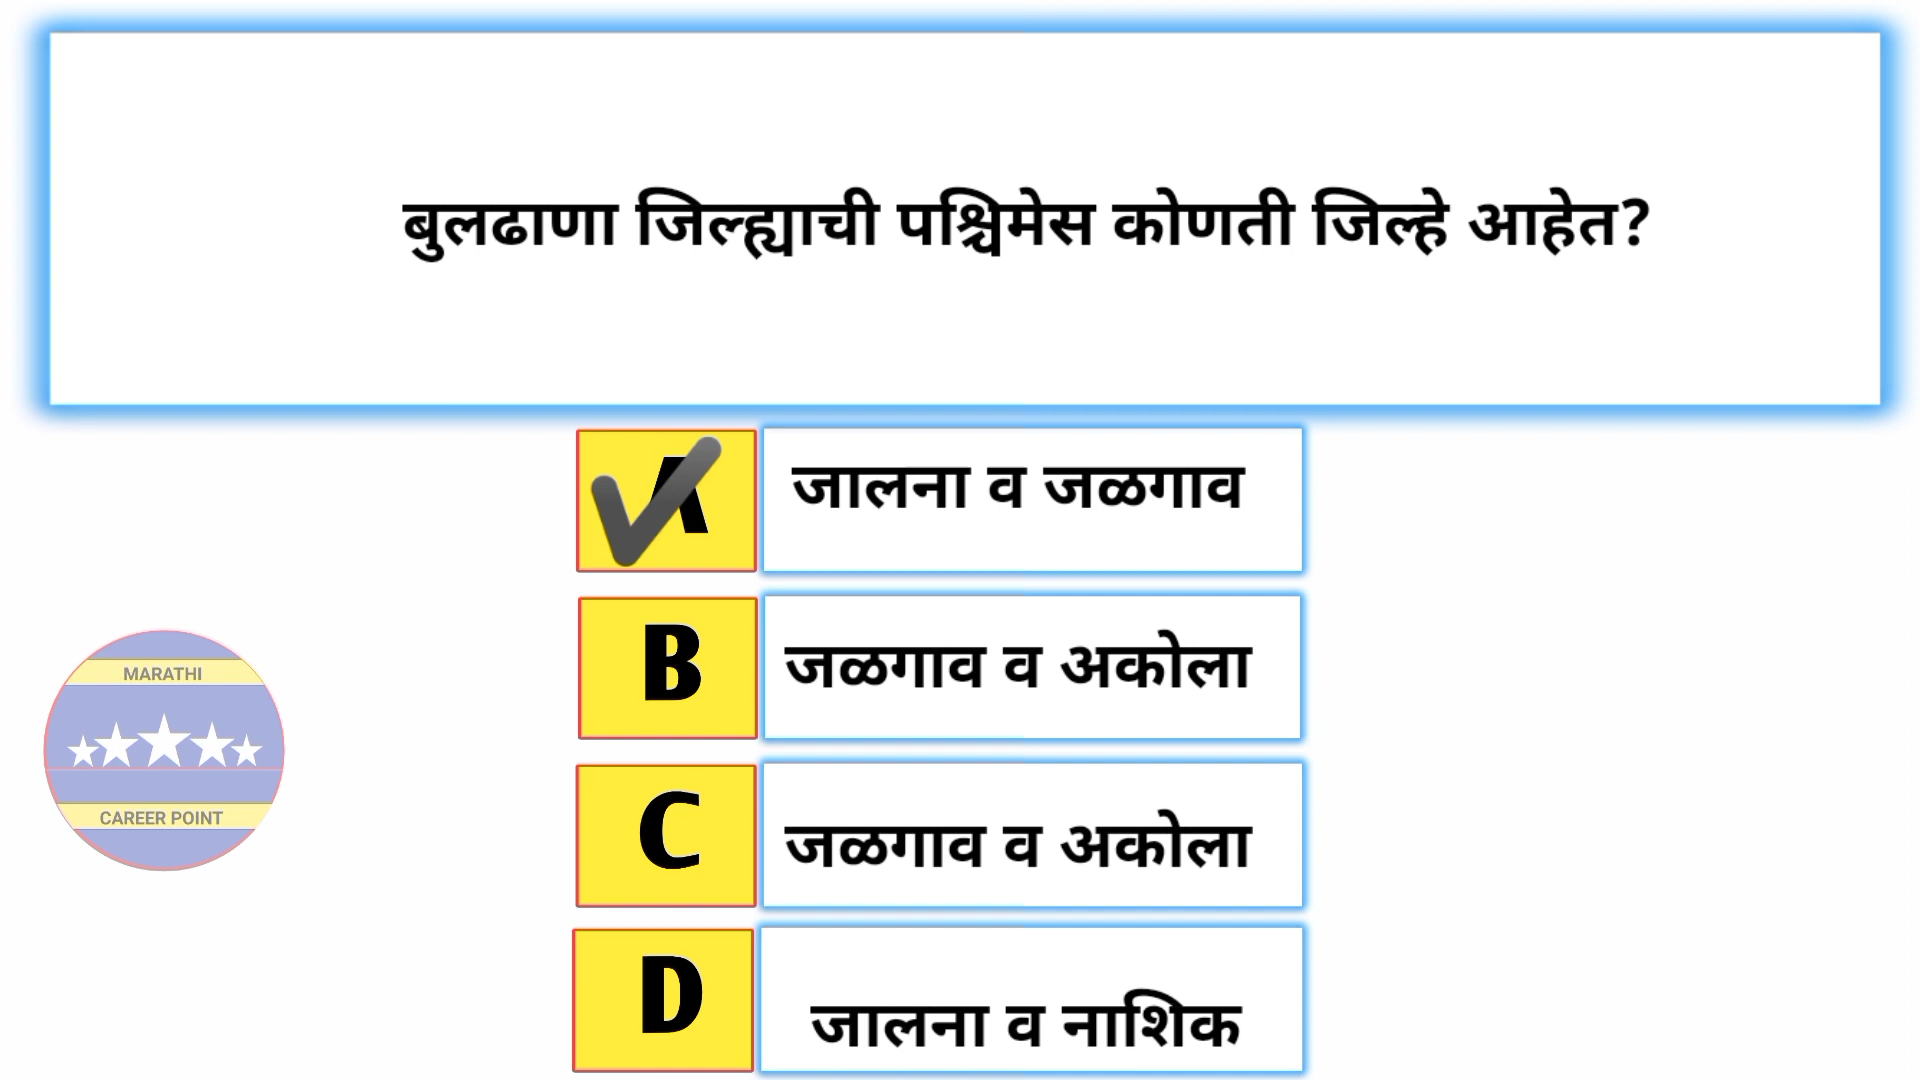 बुलढाणा जिल्ह्याची पश्चिमेस कोणती जिल्हे आहेत?
A जालना व जळगाव
B जळगाव व अकोला
MARATHI
C जळगाव व अकोला
CAREER POINT
D जालना व नाशिक